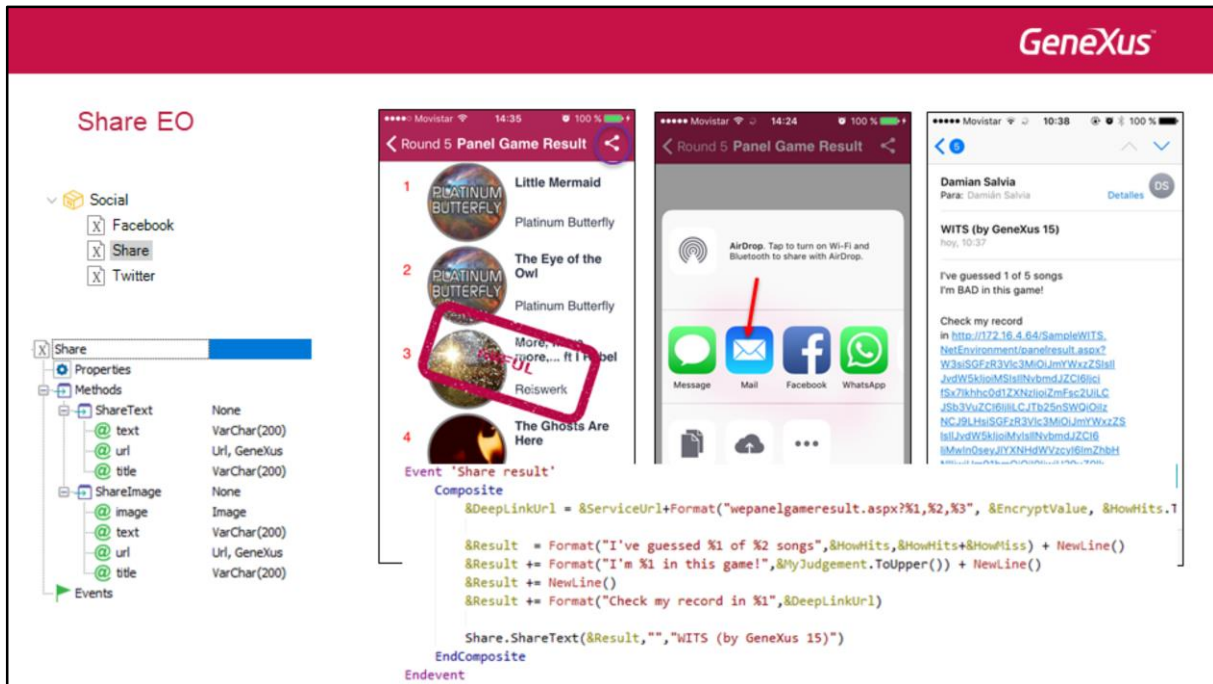 GeneXus
Share EO
Social
Facebook
Share
Twitter
Share
Properties
Methods
ShareText None
text VarChar(200)
url Url, GeneXus
title VarChar(200)
ShareImage None
image Image
text VarChar(200)
url Url, GeneXus
title VarChar(200)
Events
Movistar 14:35 100 %
Round 5 Panel Game Result
1 PLATINUM BUTTERFLY Little Mermaid
Platinum Butterfly
2 PLATINUM BUTTERFLY The Eye of the
Owl
Platinum Butterfly
3 More,
more,... ft I Rebel
Reiswerk
4 The Ghosts Are
Here
Movistar 14:24 100 %
Round 5 Panel Game Result
AirDrop. Tap to turn on Wi-Fi and
Bluetooth to share with AirDrop.
Message Mail Facebook WhatsApp
Movistar 10:38 100 %
5
Damian Salvia DS
Para: Damián Salvia Detalles
WITS (by GeneXus 15)
hoy, 10:37
I've guessed 1 of 5 songs
I'm BAD in this game!
Check my record
in http://172.16.4.64/SampleWITS.
NetEnvironment/panelresult.aspx?
Event 'Share result'
Composite
&DeepLinkUrl = &ServiceUrl+Format("wepanelgameresult.aspx?%1,%2,%3", &EncryptValue, &HowHits.T
&Result = Format("I've guessed %1 of %2 songs",&HowHits,&HowHits+&HowMiss) + NewLine()
&Result += Format("I'm %1 in this game!",&MyJudgement.ToUpper()) + NewLine()
&Result += NewLine()
&Result += Format("Check my record in %1",&DeepLinkUrl)
Share.ShareText(&Result,"","WITS (by GeneXus 15)")
EndComposite
Endevent